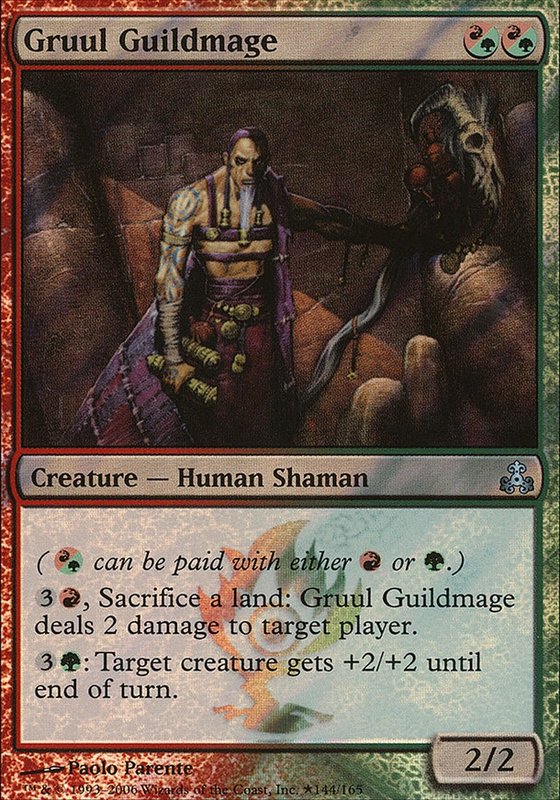 Gruul Guildmage
Creature — Human Shaman
( can be paid with either or .)
3 , Sacrifice a land: Gruul Guildmage
deals 2 damage to target player.
3 : Target creature gets +2/+2 until
end of turn.
2/2
Paolo Parente
™ & © 1993–2006 Wizards of the Coast, Inc. ★144/165